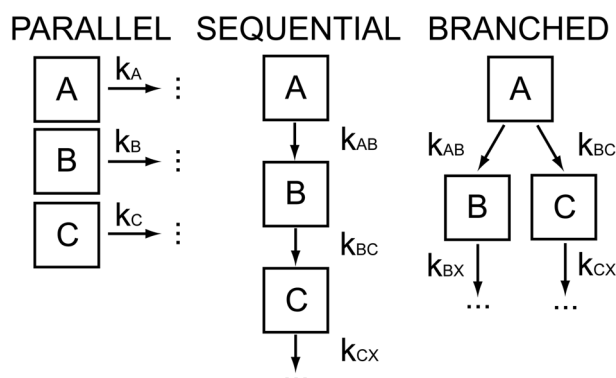 PARALLEL SEQUENTIAL BRANCHED
A kA ⋮
B kB ⋮
C kC ⋮
A
kAB
B
kBC
C
kCX
...
A
kAB kBC
B C
kBX kCX
... ...